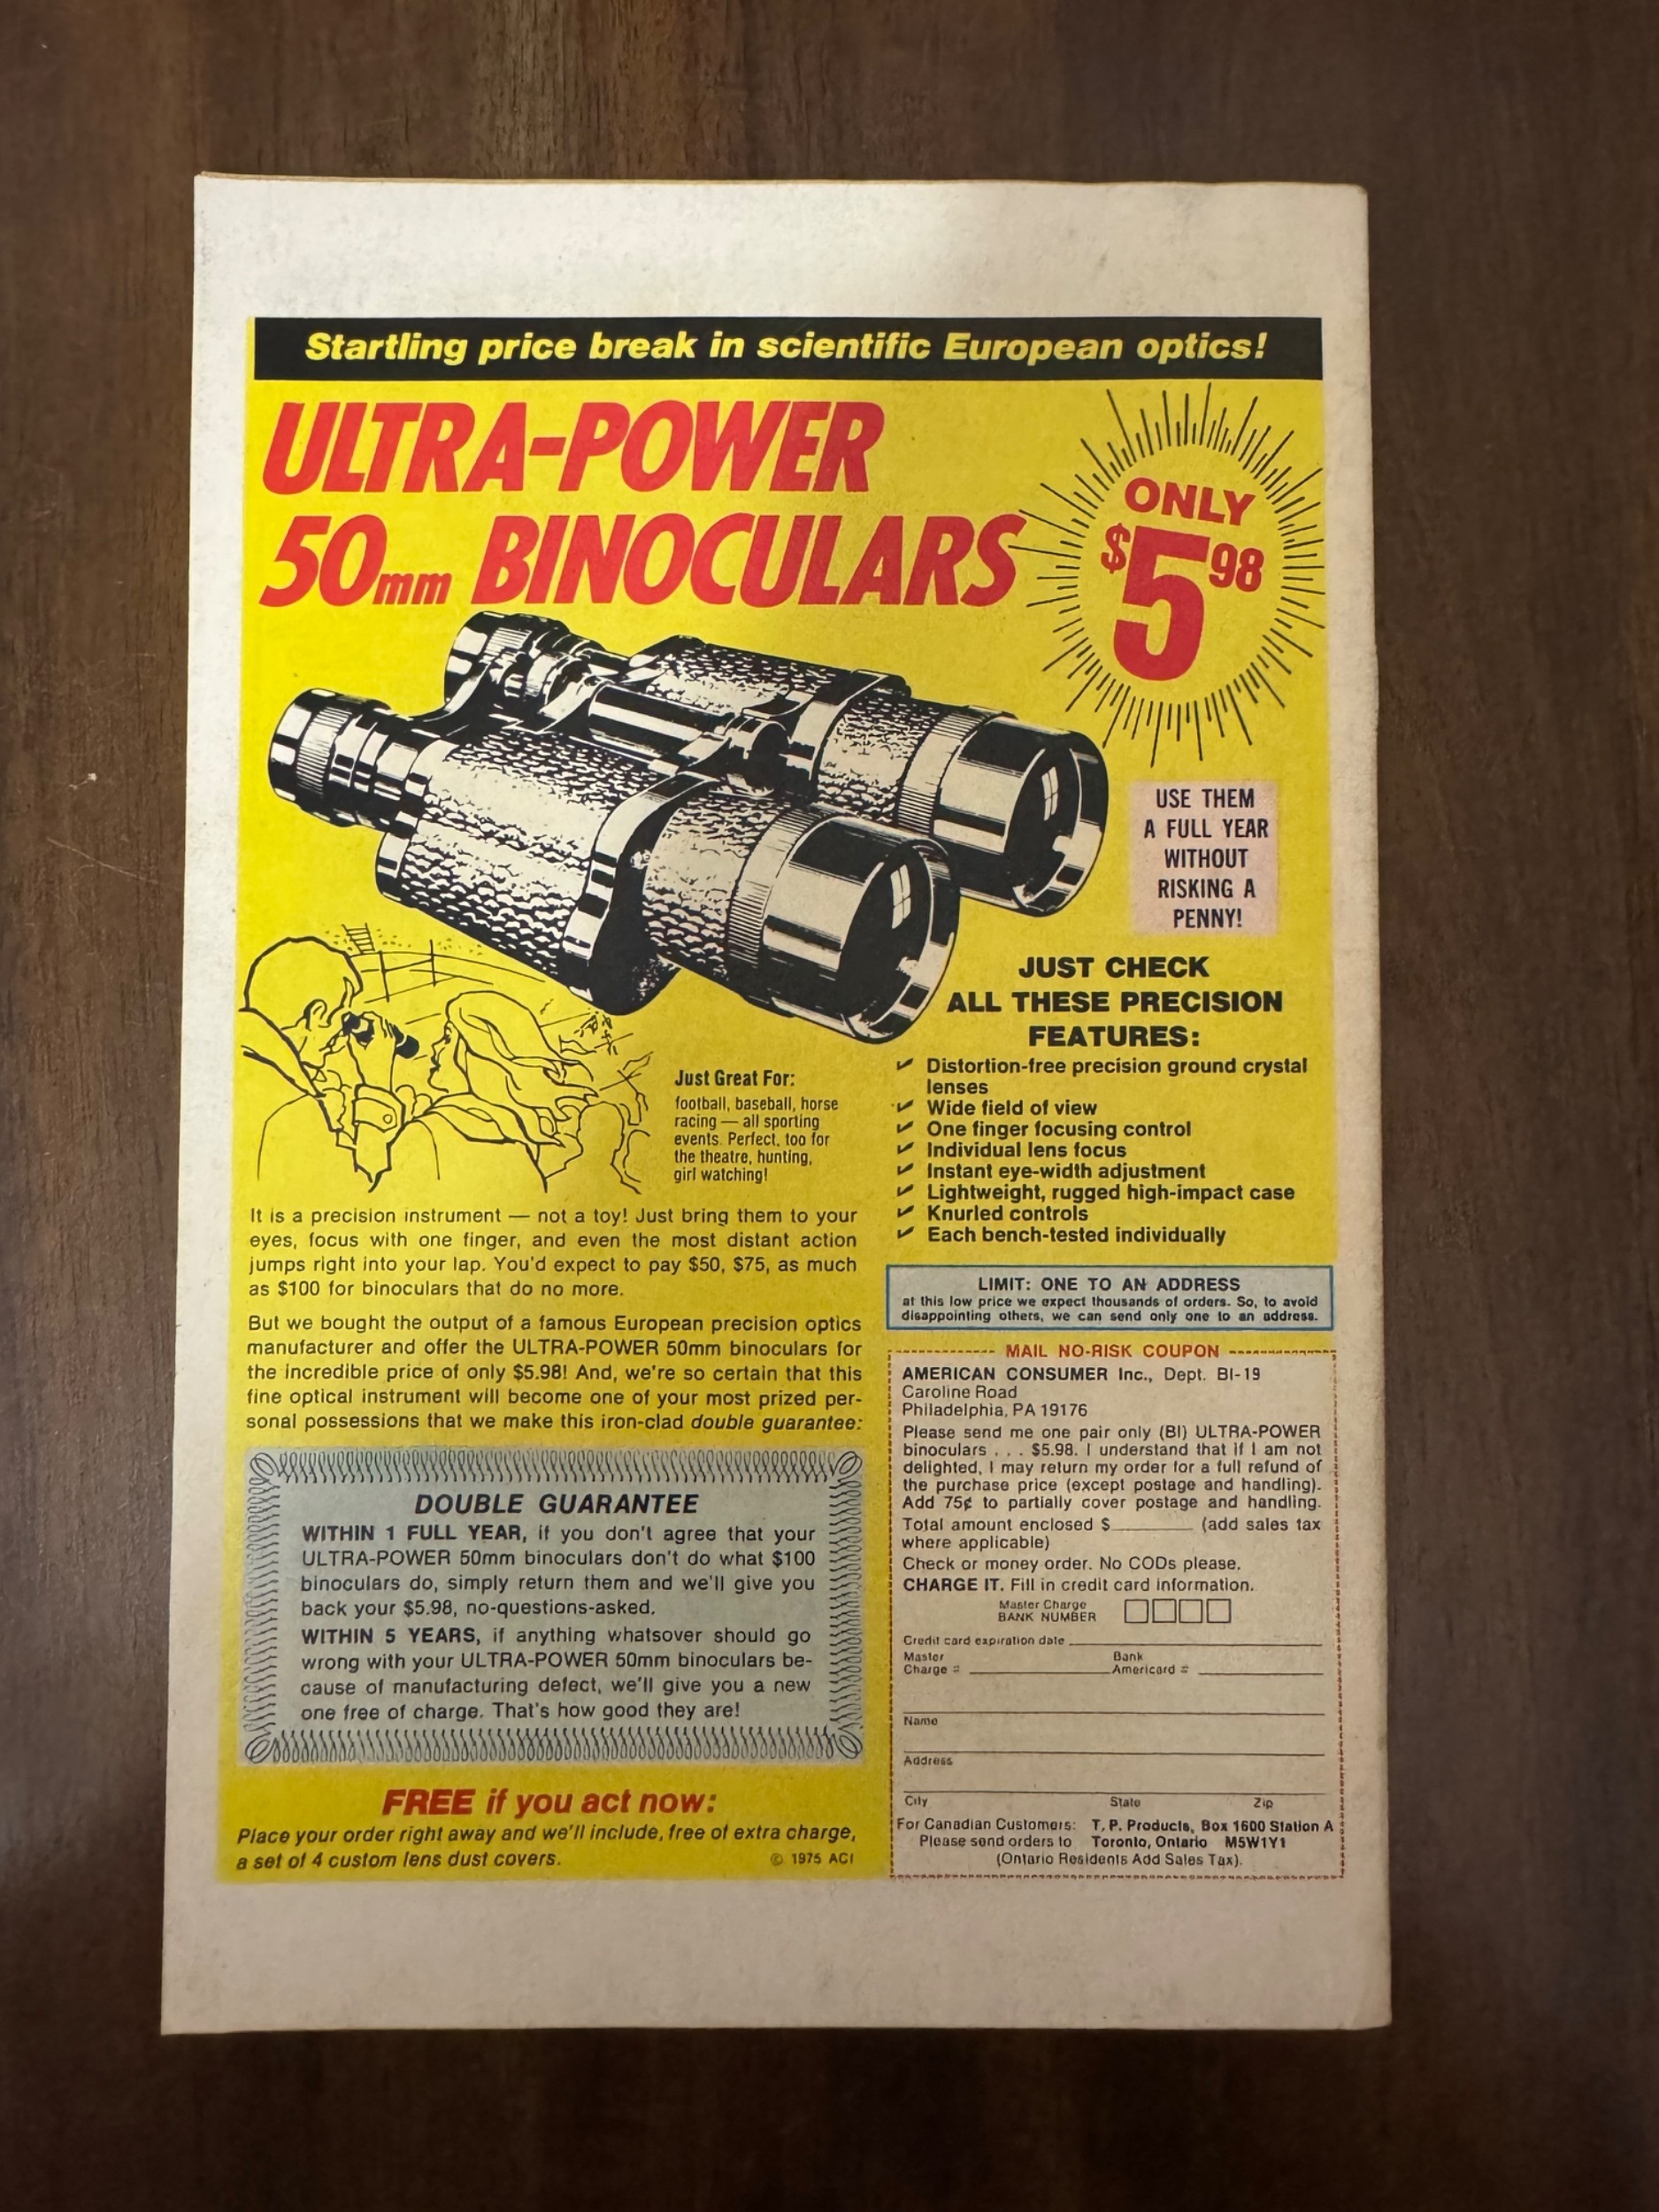 Startling price break in scientific European optics!
ULTRA-POWER
50mm BINOCULARS
ONLY
$5 98
USE THEM
A FULL YEAR
WITHOUT
RISKING A
PENNY!
JUST CHECK
ALL THESE PRECISION
FEATURES:
✔ Distortion-free precision ground crystal
lenses
✔ Wide field of view
✔ One finger focusing control
✔ Individual lens focus
✔ Instant eye-width adjustment
✔ Lightweight, rugged high-impact case
✔ Knurled controls
✔ Each bench-tested individually
Just Great For:
football, baseball, horse
racing — all sporting
events. Perfect, too for
the theatre, hunting,
girl watching!
It is a precision instrument — not a toy! Just bring them to your
eyes, focus with one finger, and even the most distant action
jumps right into your lap. You'd expect to pay $50, $75, as much
as $100 for binoculars that do no more.
But we bought the output of a famous European precision optics
manufacturer and offer the ULTRA-POWER 50mm binoculars for
the incredible price of only $5.98! And, we're so certain that this
fine optical instrument will become one of your most prized per-
sonal possessions that we make this iron-clad double guarantee:
DOUBLE GUARANTEE
WITHIN 1 FULL YEAR, if you don't agree that your
ULTRA-POWER 50mm binoculars don't do what $100
binoculars do, simply return them and we'll give you
back your $5.98, no-questions-asked.
WITHIN 5 YEARS, if anything whatsover should go
wrong with your ULTRA-POWER 50mm binoculars be-
cause of manufacturing defect, we'll give you a new
one free of charge. That's how good they are!
FREE if you act now:
Place your order right away and we'll include, free of extra charge,
a set of 4 custom lens dust covers.
© 1975 ACI
LIMIT: ONE TO AN ADDRESS
at this low price we expect thousands of orders. So, to avoid
disappointing others, we can send only one to an address.
MAIL NO-RISK COUPON
AMERICAN CONSUMER Inc., Dept. BI-19
Caroline Road
Philadelphia, PA 19176
Please send me one pair only (BI) ULTRA-POWER
binoculars . . . $5.98. I understand that if I am not
delighted, I may return my order for a full refund of
the purchase price (except postage and handling).
Add 75¢ to partially cover postage and handling.
Total amount enclosed $________ (add sales tax
where applicable)
Check or money order. No CODs please.
CHARGE IT. Fill in credit card information.
Master Charge
BANK NUMBER
Credit card expiration date
Master Bank
Charge # Americard #
Name
Address
City State Zip
For Canadian Customers: T. P. Products, Box 1600 Station A
Please send orders to Toronto, Ontario M5W1Y1
(Ontario Residents Add Sales Tax).